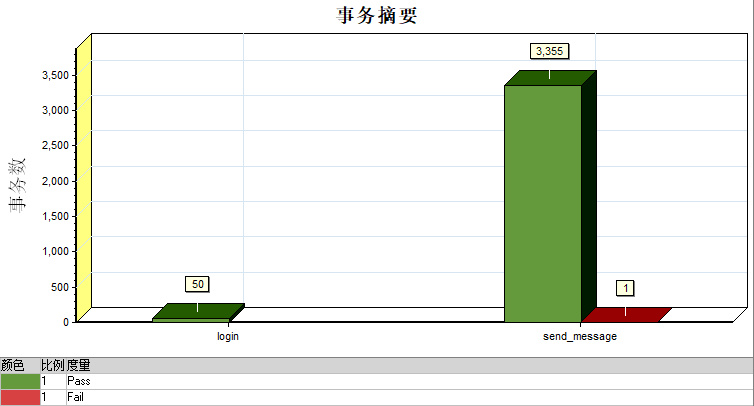 事务摘要
事务数
3,500
3,000
2,500
2,000
1,500
1,000
500
0
3,355
50
1
login
send_message
颜色 比例 度量
1 Pass
1 Fail